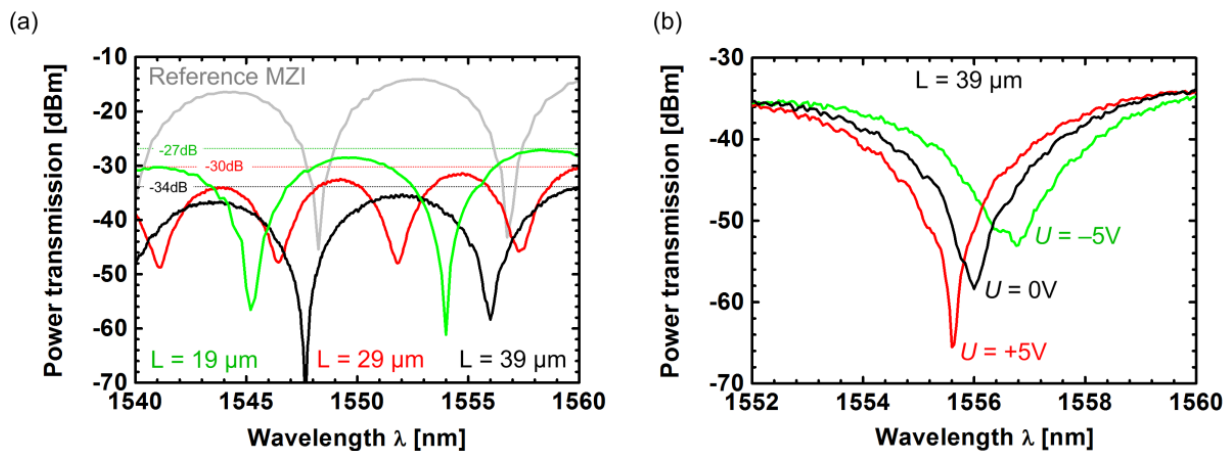 (a)
-10
-20
-30
-40
-50
-60
-70
Power transmission [dBm]
Reference MZI
-27dB
-30dB
-34dB
L = 19 µm
L = 29 µm
L = 39 µm
1540
1545
1550
1555
1560
Wavelength λ [nm]
(b)
-30
-40
-50
-60
-70
Power transmission [dBm]
L = 39 µm
U = –5V
U = 0V
U = +5V
1552
1554
1556
1558
1560
Wavelength λ [nm]